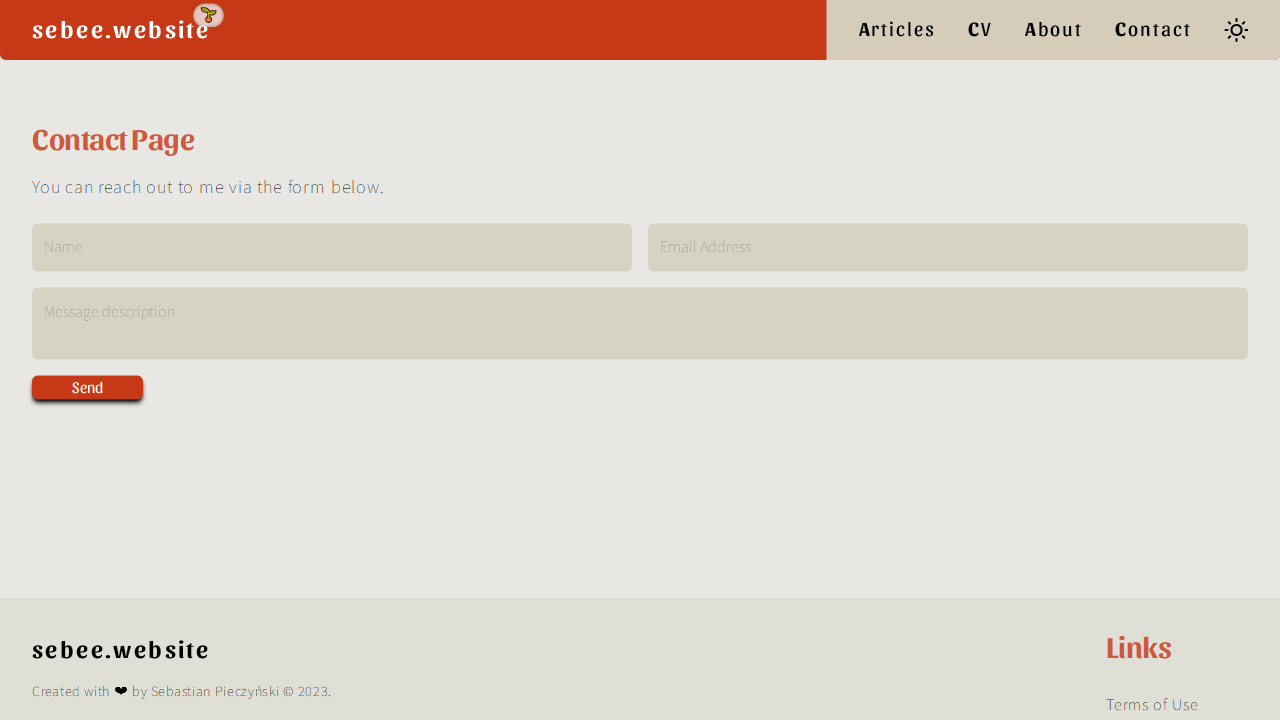 sebee.website
Articles CV About Contact
Contact Page
You can reach out to me via the form below.
Name
Email Address
Message description
Send
sebee.website
Created with ❤ by Sebastian Pieczyński © 2023.
Links
Terms of Use